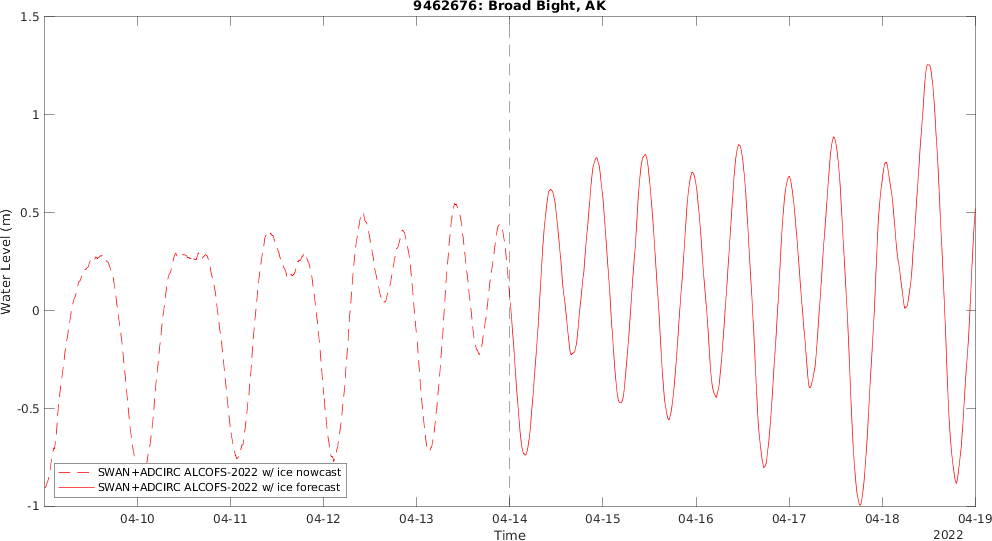 9462676: Broad Bight, AK
1.5
1
0.5
0
-0.5
-1
Water Level (m)
SWAN+ADCIRC ALCOFS-2022 w/ ice nowcast
SWAN+ADCIRC ALCOFS-2022 w/ ice forecast
04-10 04-11 04-12 04-13 04-14 04-15 04-16 04-17 04-18 04-19
Time
2022